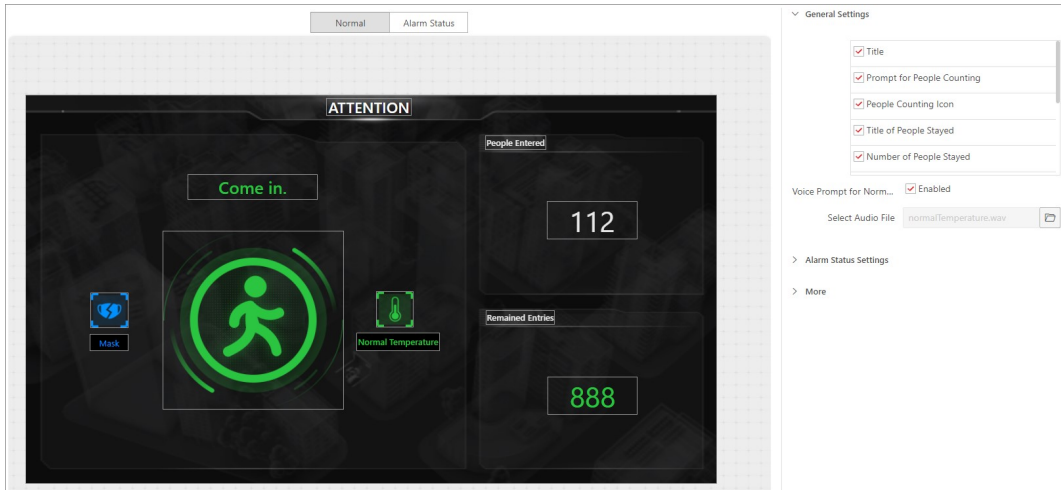 Normal
Alarm Status
ATTENTION
Come in.
Mask
Normal Temperature
People Entered
112
Remained Entries
888
General Settings
Title
Prompt for People Counting
People Counting Icon
Title of People Stayed
Number of People Stayed
Voice Prompt for Norm... Enabled
Select Audio File normalTemperature.wav
Alarm Status Settings
More